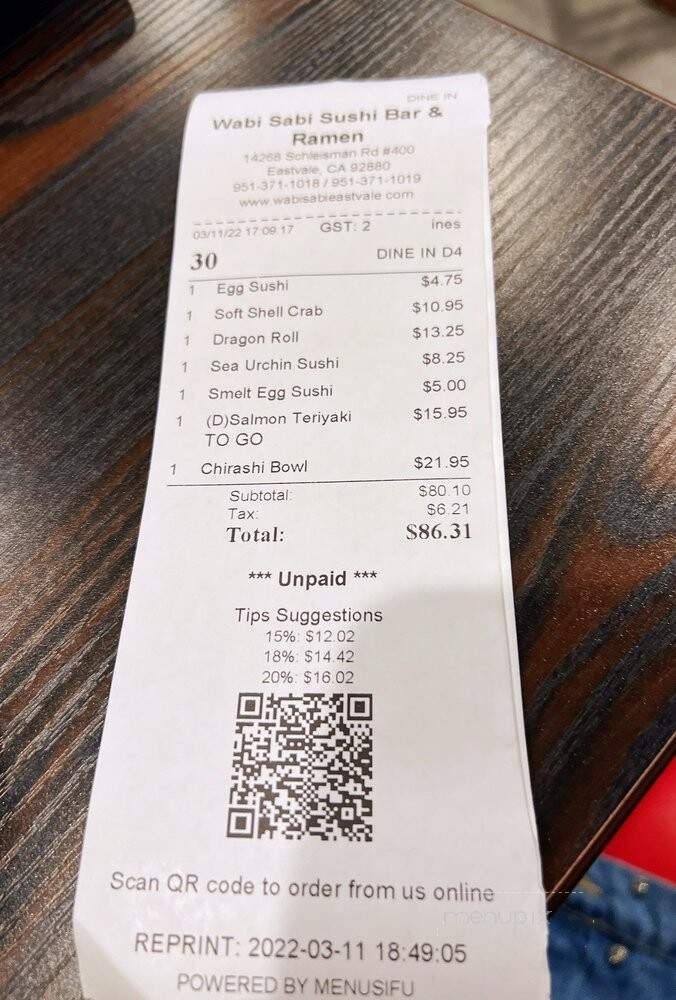 DINE IN
Wabi Sabi Sushi Bar &
Ramen
14268 Schleisman Rd #400
Eastvale, CA 92880
951-371-1018 / 951-371-1019
www.wabisabieastvale.com
03/11/22 17:09:17 GST: 2 ines
30 DINE IN D4
1 Egg Sushi $4.75
1 Soft Shell Crab $10.95
1 Dragon Roll $13.25
1 Sea Urchin Sushi $8.25
1 Smelt Egg Sushi $5.00
1 (D)Salmon Teriyaki $15.95
TO GO
1 Chirashi Bowl $21.95
Subtotal: $80.10
Tax: $6.21
Total: $86.31
*** Unpaid ***
Tips Suggestions
15%: $12.02
18%: $14.42
20%: $16.02
Scan QR code to order from us online
menupix
REPRINT: 2022-03-11 18:49:05
POWERED BY MENUSIFU